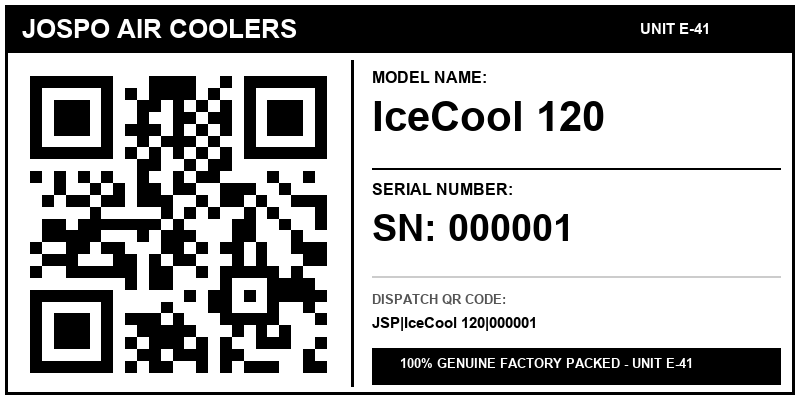 JOSPO AIR COOLERS
UNIT E-41
MODEL NAME:
IceCool 120
SERIAL NUMBER:
SN: 000001
DISPATCH QR CODE:
JSP|IceCool 120|000001
100% GENUINE FACTORY PACKED - UNIT E-41